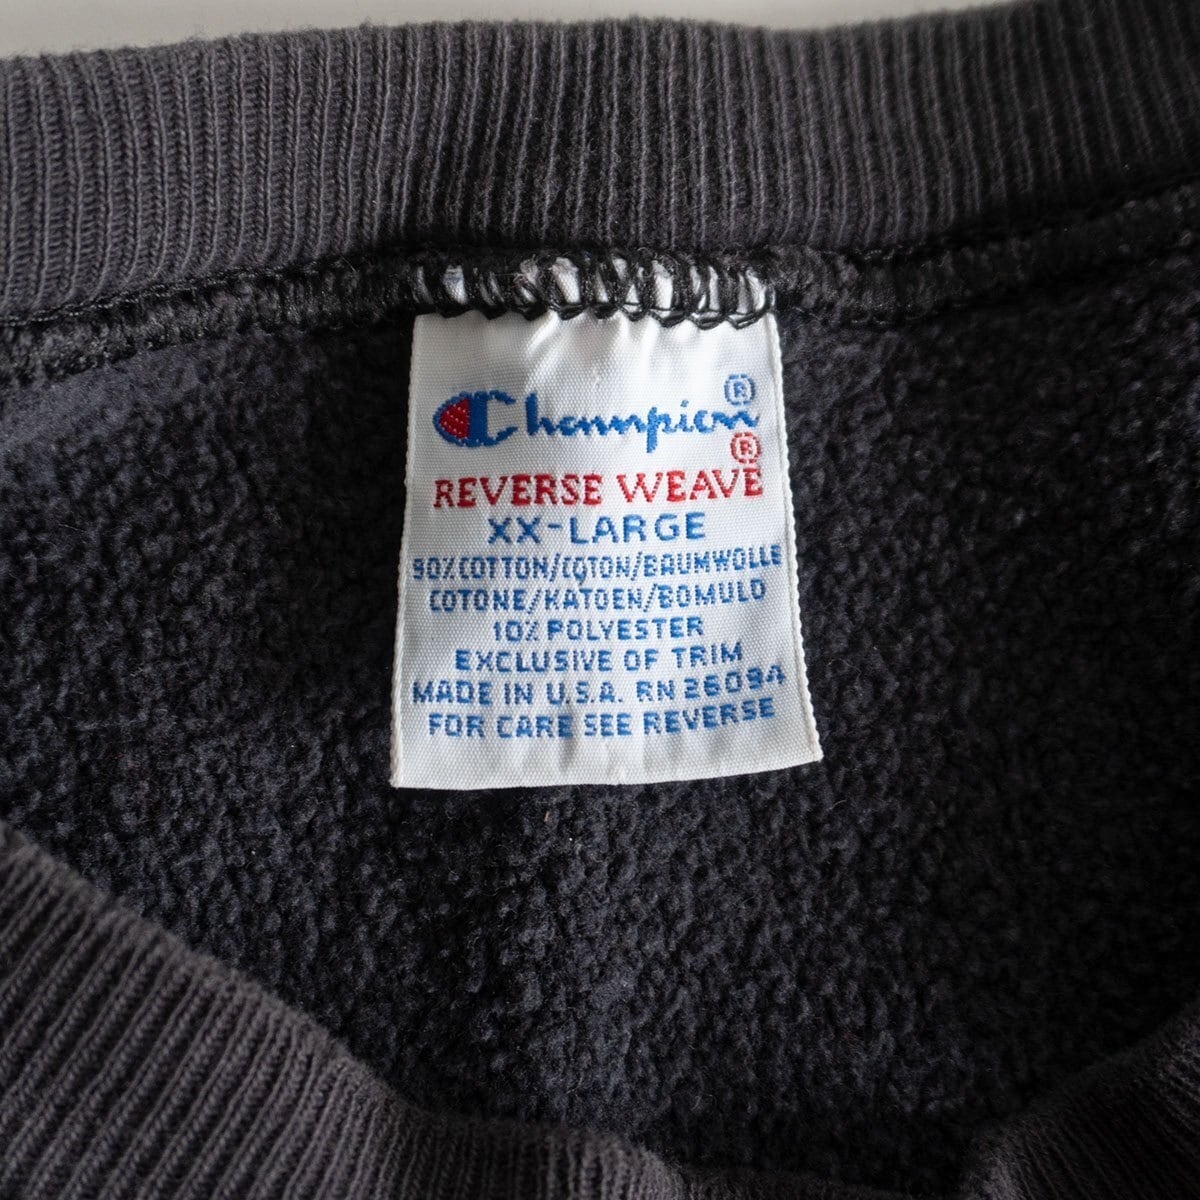 Champion®
REVERSE WEAVE®
XX-LARGE
90% COTTON/COTON/BAUMWOLLE
COTONE/KATOEN/BOMULD
10% POLYESTER
EXCLUSIVE OF TRIM
MADE IN U.S.A. RN 26094
FOR CARE SEE REVERSE